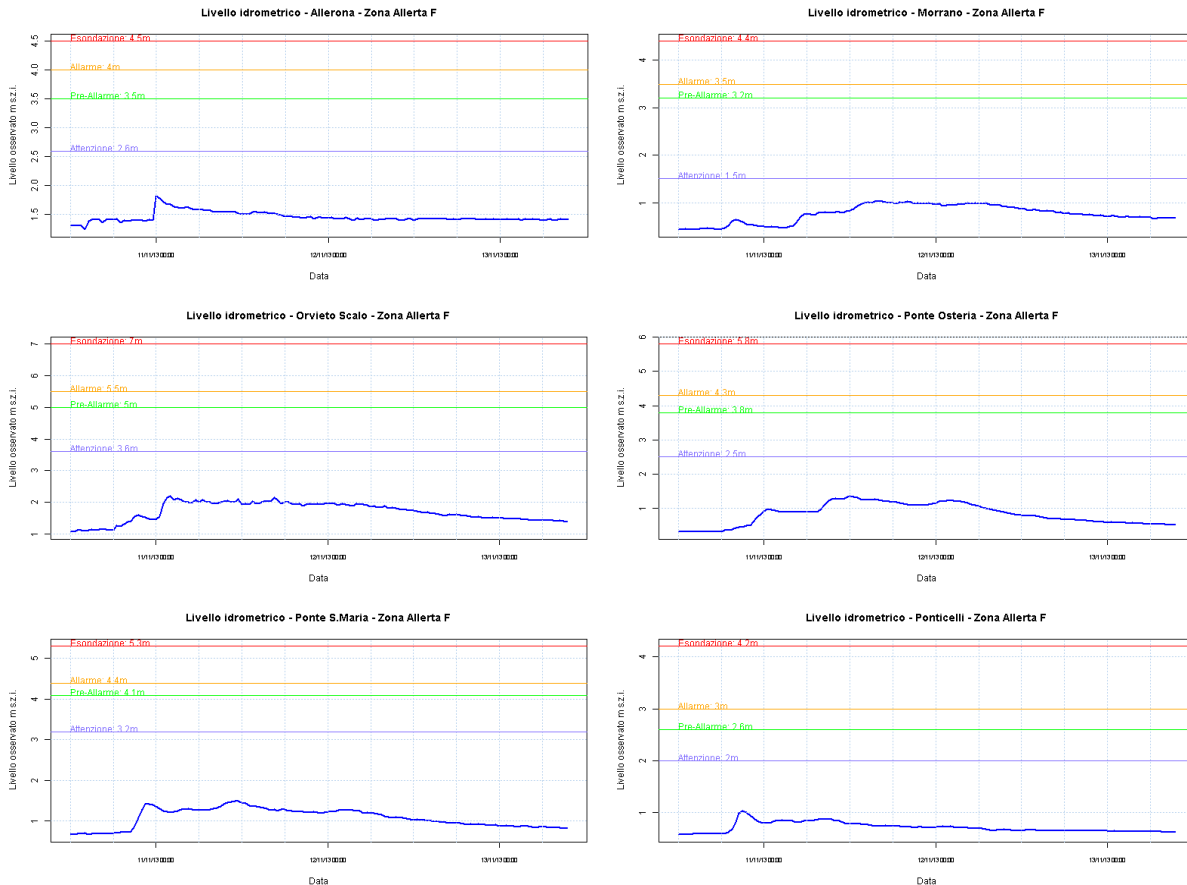 Livello idrometrico - Allerona - Zona Allerta F
Livello osservato m s.z.i.
4.5
4.0
3.5
3.0
2.5
2.0
1.5
Esondazione: 4.5m
Allarme: 4m
Pre-Allarme: 3.5m
Attenzione: 2.6m
Data
Livello idrometrico - Morrano - Zona Allerta F
Livello osservato m s.z.i.
4
3
2
1
Esondazione: 4.4m
Allarme: 3.5m
Pre-Allarme: 3.2m
Attenzione: 1.5m
Data
Livello idrometrico - Orvieto Scalo - Zona Allerta F
Livello osservato m s.z.i.
7
6
5
4
3
2
1
Esondazione: 7m
Allarme: 5.5m
Pre-Allarme: 5m
Attenzione: 3.6m
Data
Livello idrometrico - Ponte Osteria - Zona Allerta F
Livello osservato m s.z.i.
6
5
4
3
2
1
Esondazione: 5.8m
Allarme: 4.3m
Pre-Allarme: 3.8m
Attenzione: 2.5m
Data
Livello idrometrico - Ponte S.Maria - Zona Allerta F
Livello osservato m s.z.i.
5
4
3
2
1
Esondazione: 5.3m
Allarme: 4.4m
Pre-Allarme: 4.1m
Attenzione: 3.2m
Data
Livello idrometrico - Ponticelli - Zona Allerta F
Livello osservato m s.z.i.
4
3
2
1
Esondazione: 4.2m
Allarme: 3m
Pre-Allarme: 2.6m
Attenzione: 2m
Data